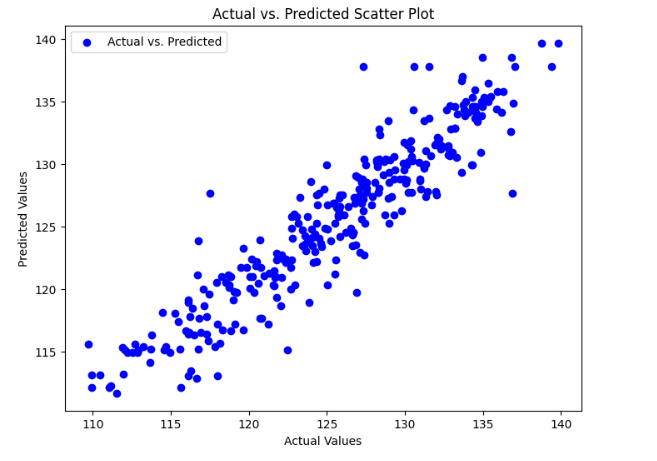 Actual vs. Predicted Scatter Plot
Actual vs. Predicted
140
135
130
125
120
115
Predicted Values
110 115 120 125 130 135 140
Actual Values